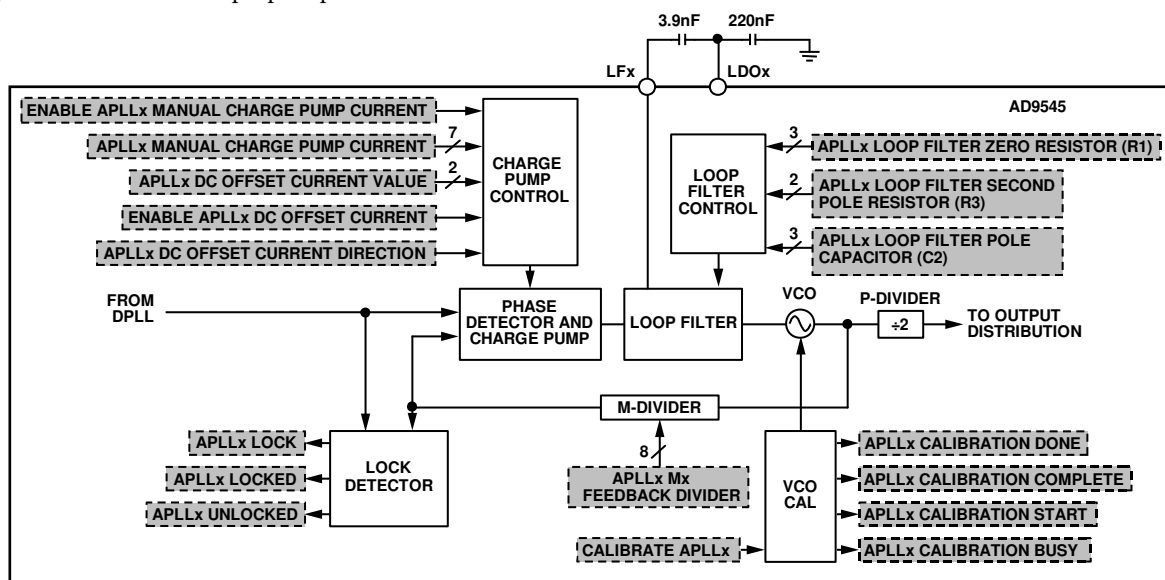 3.9nF
220nF
LFx
LDOx
AD9545
ENABLE APLLx MANUAL CHARGE PUMP CURRENT
APLLx MANUAL CHARGE PUMP CURRENT
7
APLLx DC OFFSET CURRENT VALUE
2
ENABLE APLLx DC OFFSET CURRENT
APLLx DC OFFSET CURRENT DIRECTION
CHARGE
PUMP
CONTROL
LOOP
FILTER
CONTROL
3
APLLx LOOP FILTER ZERO RESISTOR (R1)
2
APLLx LOOP FILTER SECOND
POLE RESISTOR (R3)
3
APLLx LOOP FILTER POLE
CAPACITOR (C2)
FROM
DPLL
PHASE
DETECTOR AND
CHARGE PUMP
LOOP FILTER
VCO
P-DIVIDER
÷2
TO OUTPUT
DISTRIBUTION
M-DIVIDER
8
APLLx Mx
FEEDBACK DIVIDER
APLLx LOCK
APLLx LOCKED
APLLx UNLOCKED
LOCK
DETECTOR
CALIBRATE APLLx
VCO
CAL
APLLx CALIBRATION DONE
APLLx CALIBRATION COMPLETE
APLLx CALIBRATION START
APLLx CALIBRATION BUSY